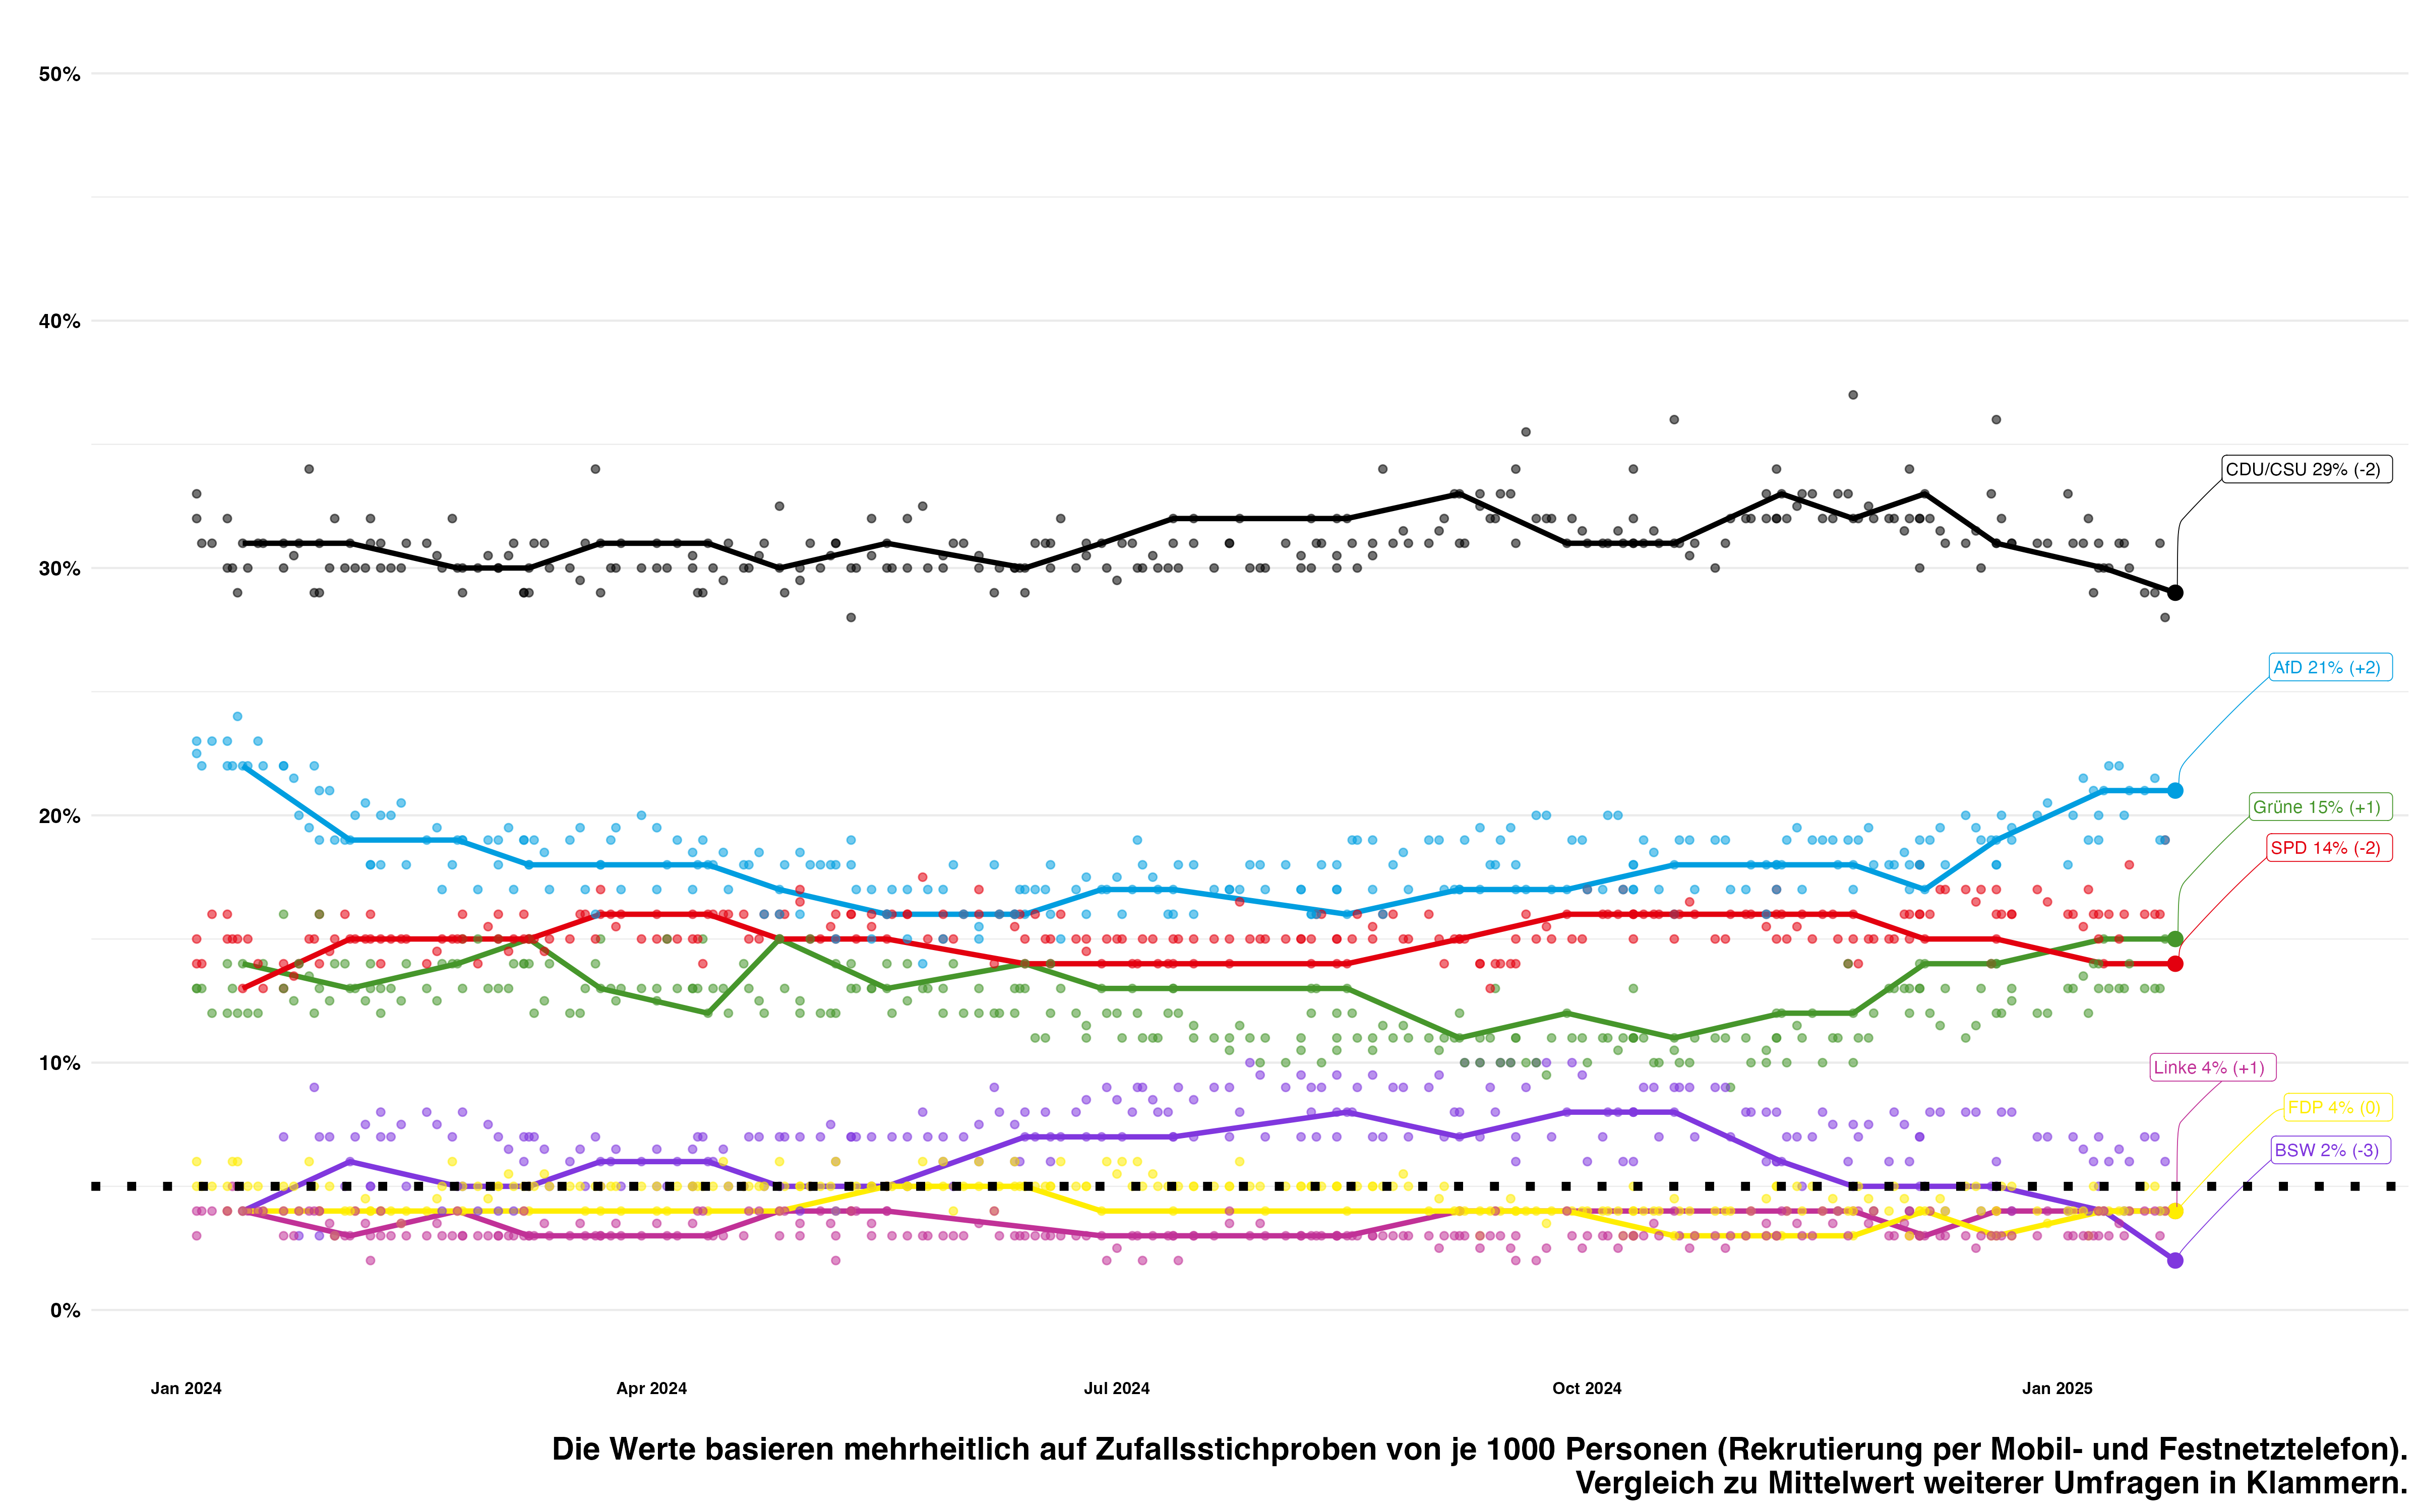 50%
40%
CDU/CSU 29% (-2)
30%
AfD 21% (+2)
Grüne 15% (+1)
20%
SPD 14% (-2)
10%
Linke 4% (+1)
FDP 4% (0)
BSW 2% (-3)
0%
Jan 2024 Apr 2024 Jul 2024 Oct 2024 Jan 2025
Die Werte basieren mehrheitlich auf Zufallsstichproben von je 1000 Personen (Rekrutierung per Mobil- und Festnetztelefon).
Vergleich zu Mittelwert weiterer Umfragen in Klammern.